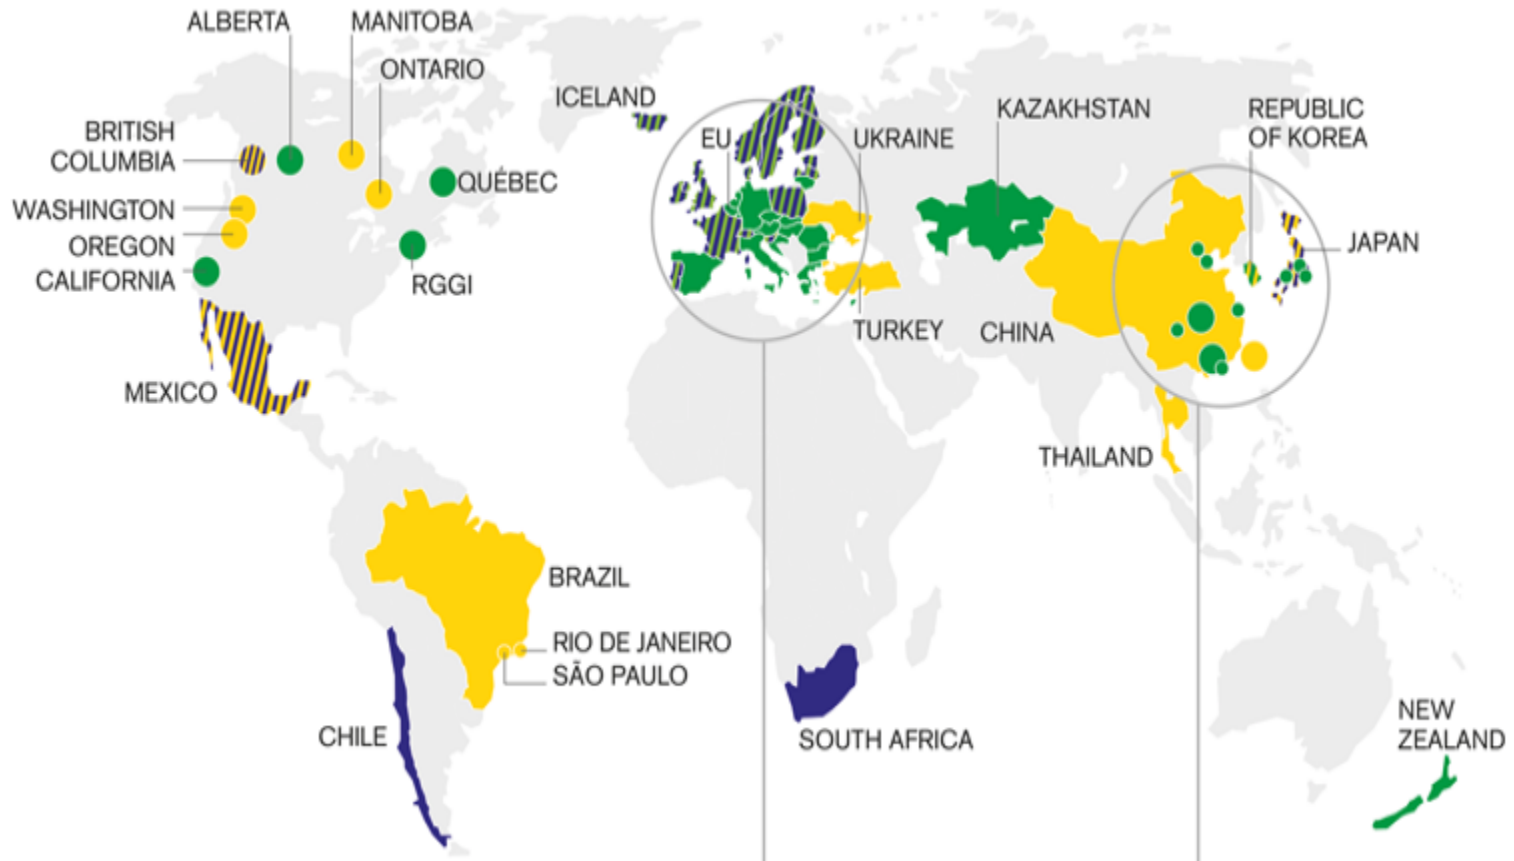 ALBERTA
MANITOBA
ONTARIO
BRITISH
COLUMBIA
QUÉBEC
WASHINGTON
OREGON
CALIFORNIA
RGGI
MEXICO
ICELAND
EU
UKRAINE
KAZAKHSTAN
REPUBLIC
OF KOREA
JAPAN
TURKEY
CHINA
THAILAND
BRAZIL
RIO DE JANEIRO
SÃO PAULO
CHILE
SOUTH AFRICA
NEW
ZEALAND